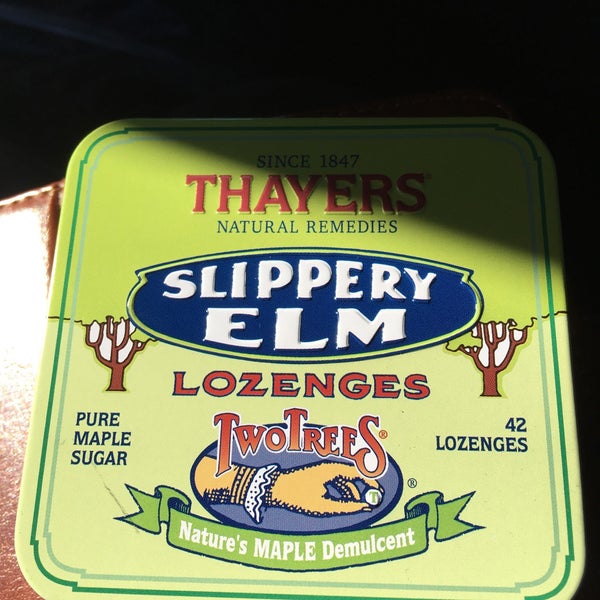 SINCE 1847
THAYERS
NATURAL REMEDIES
SLIPPERY
ELM
LOZENGES
PURE
MAPLE
SUGAR
TWOTREES®
42
LOZENGES
T
®
Nature's MAPLE Demulcent